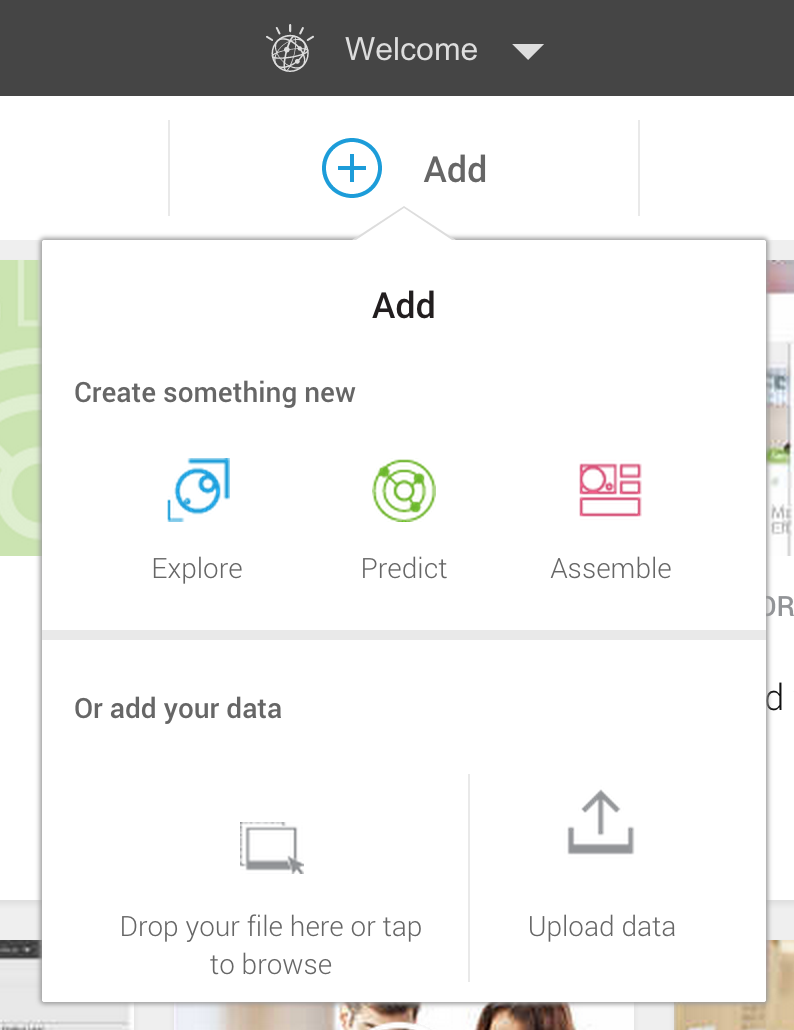 Welcome
Add
Add
Create something new
Explore
Predict
Assemble
Or add your data
Drop your file here or tap
to browse
Upload data